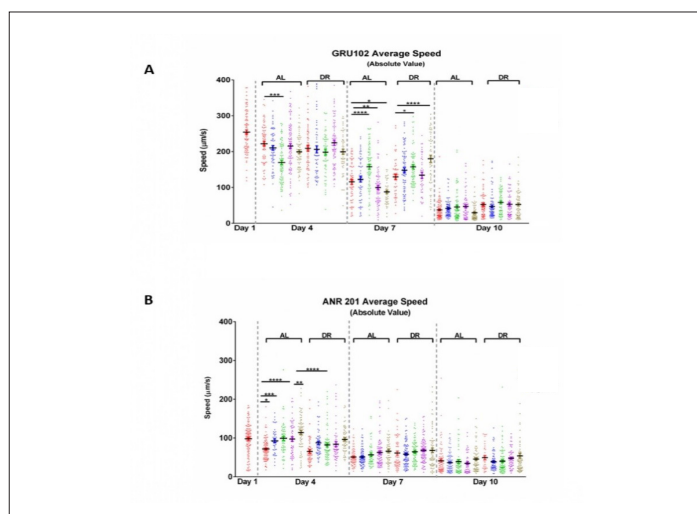 GRU102 Average Speed
(Absolute Value)
A
AL DR AL DR AL DR
400
300
200
100
0
Speed (µm/s)
***
*
**
****
****
*
Day 1 Day 4 Day 7 Day 10
B
ANR 201 Average Speed
(Absolute Value)
AL DR AL DR AL DR
400
300
200
100
0
Speed (µm/s)
****
****
***
**
*
Day 1 Day 4 Day 7 Day 10